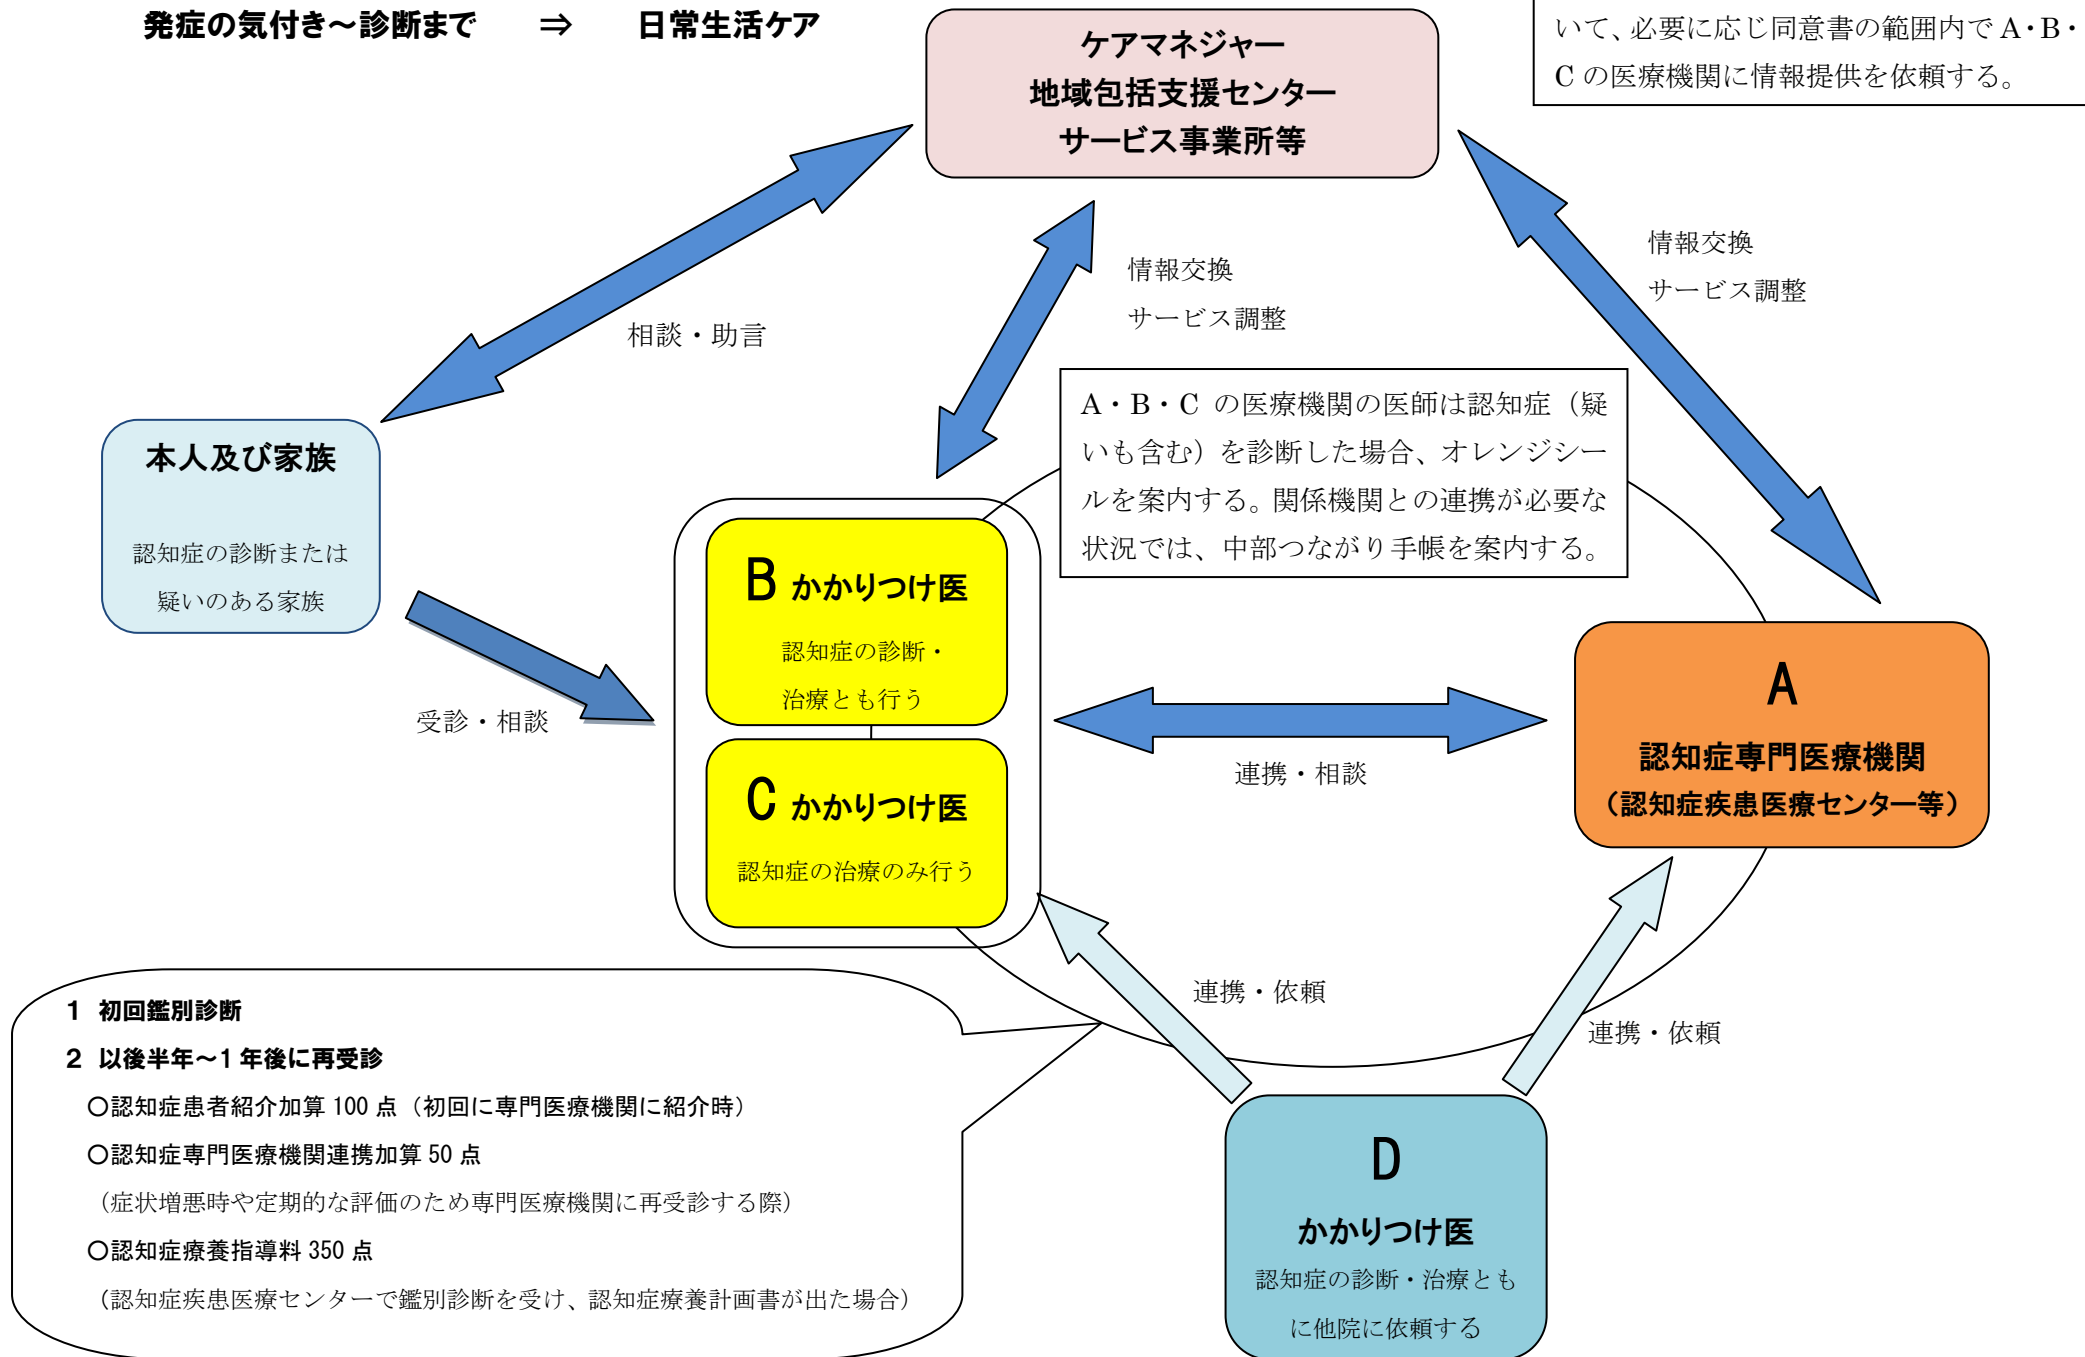 発症の気付き～診断まで　⇒　日常生活ケア
いて、必要に応じ同意書の範囲内で A・B・
C の医療機関に情報提供を依頼する。
ケアマネジャー
地域包括支援センター
サービス事業所等
情報交換
サービス調整
情報交換
サービス調整
相談・助言
A・B・C の医療機関の医師は認知症（疑
いも含む）を診断した場合、オレンジシー
ルを案内する。関係機関との連携が必要な
状況では、中部つながり手帳を案内する。
本人及び家族
認知症の診断または
疑いのある家族
受診・相談
B かかりつけ医
認知症の診断・
治療とも行う
C かかりつけ医
認知症の治療のみ行う
連携・相談
A
認知症専門医療機関
（認知症疾患医療センター等）
連携・依頼
連携・依頼
D
かかりつけ医
認知症の診断・治療とも
に他院に依頼する
1 初回鑑別診断
2 以後半年～1 年後に再受診
○認知症患者紹介加算 100 点（初回に専門医療機関に紹介時）
○認知症専門医療機関連携加算 50 点
（症状増悪時や定期的な評価のため専門医療機関に再受診する際）
○認知症療養指導料 350 点
（認知症疾患医療センターで鑑別診断を受け、認知症療養計画書が出た場合）